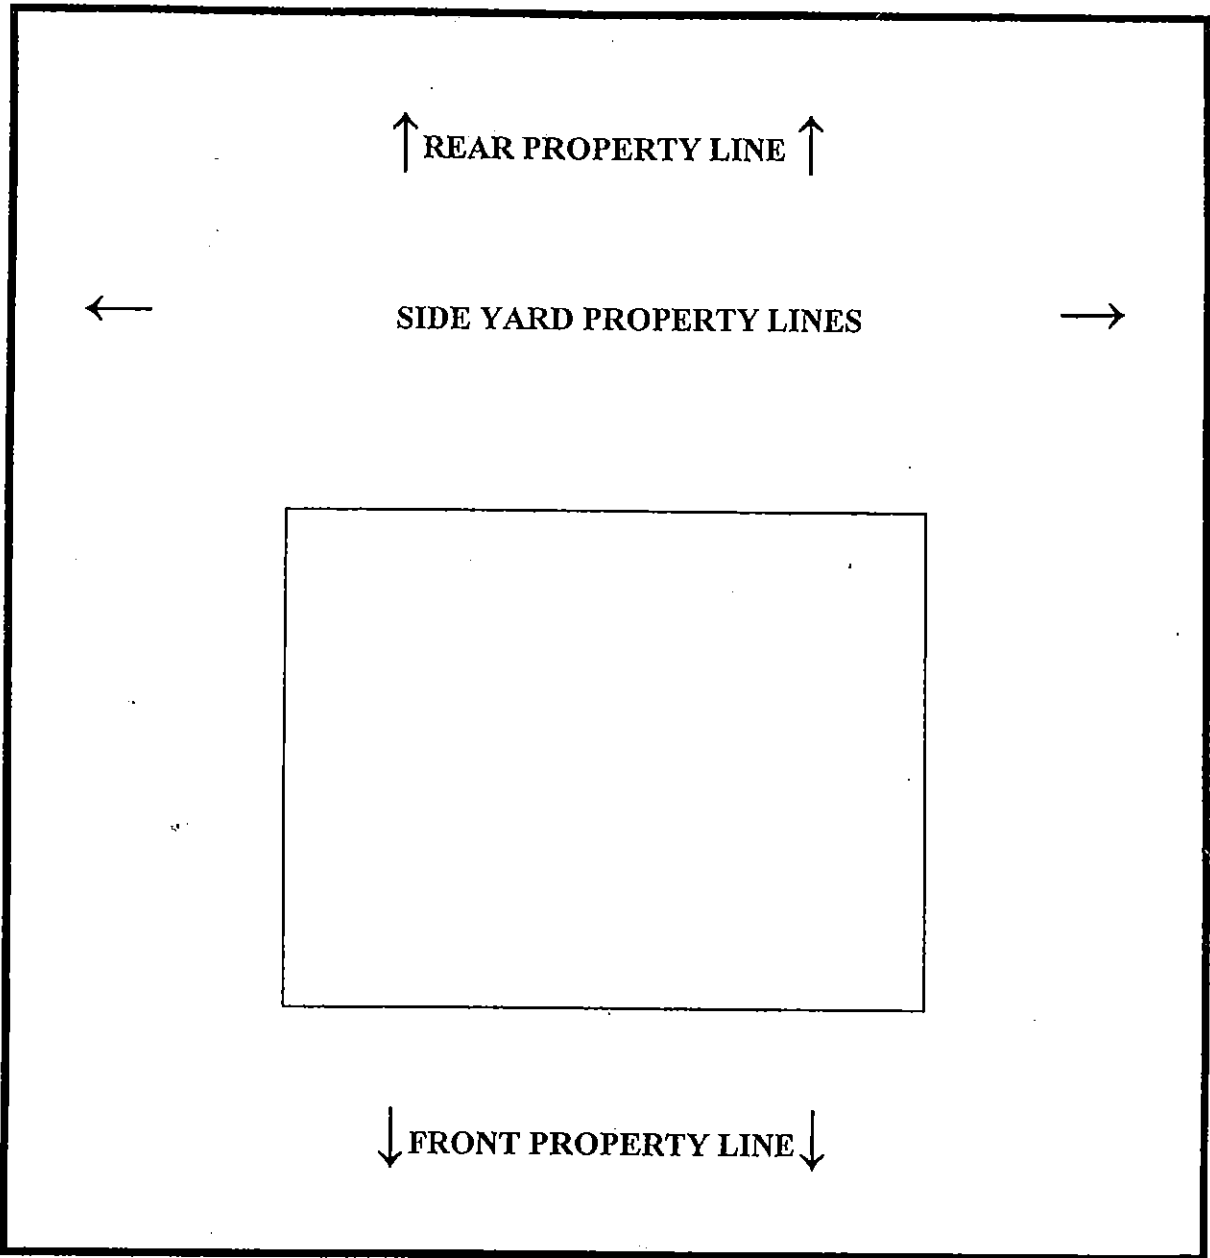 ↑ REAR PROPERTY LINE ↑
← SIDE YARD PROPERTY LINES →
↓ FRONT PROPERTY LINE ↓